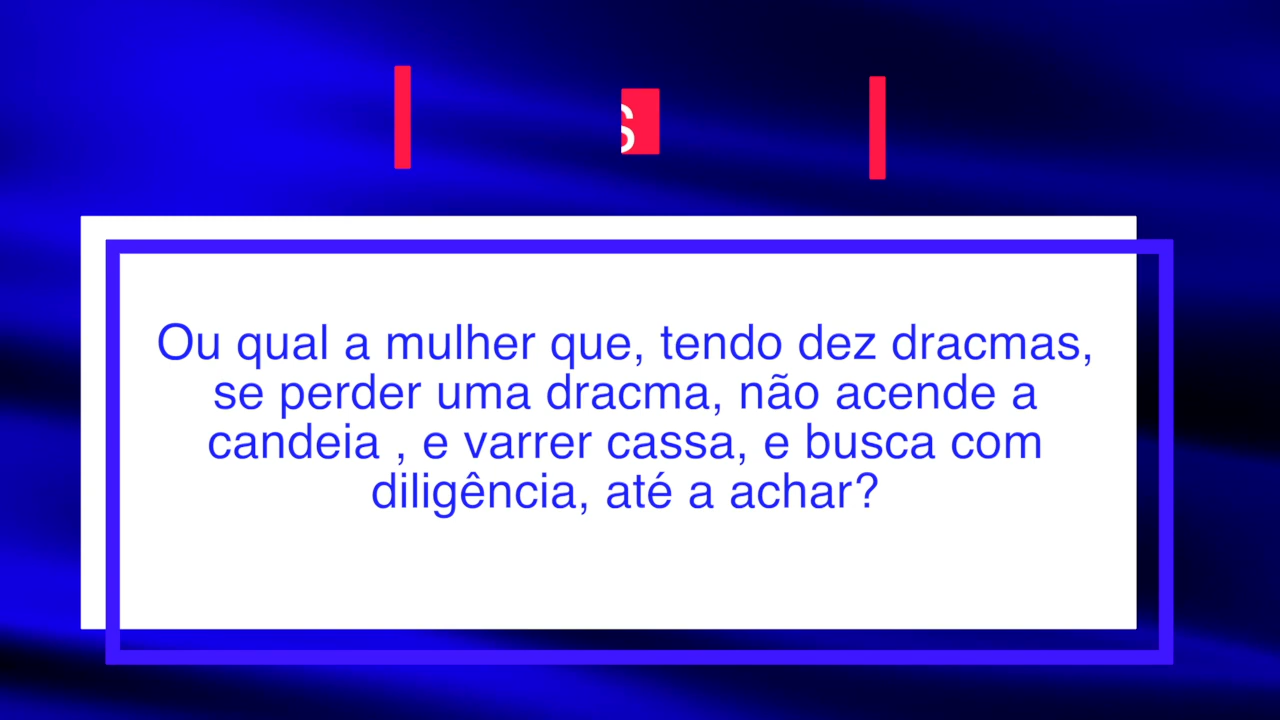 Ou qual a mulher que, tendo dez dracmas,
se perder uma dracma, não acende a
candeia , e varrer cassa, e busca com
diligência, até a achar?